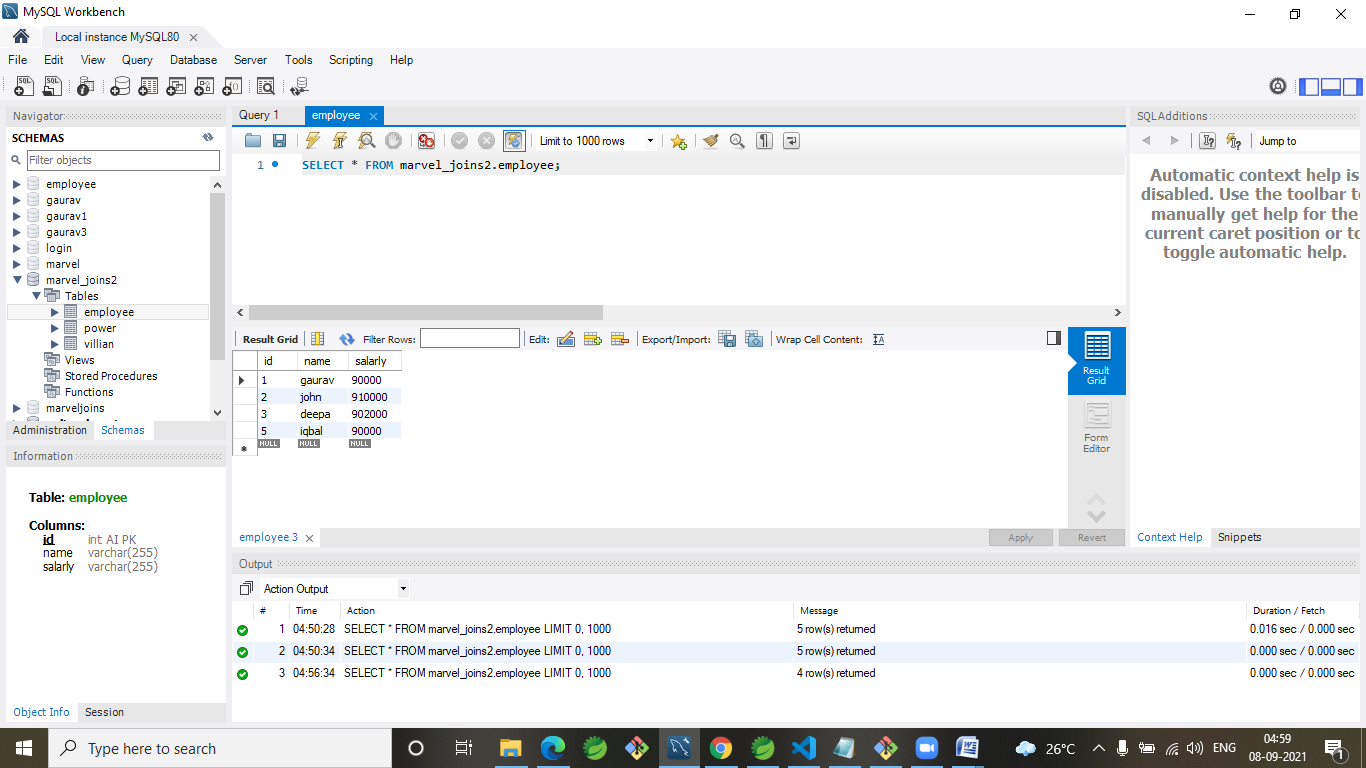 MySQL Workbench
Local instance MySQL80
File Edit View Query Database Server Tools Scripting Help
Navigator
SCHEMAS
Filter objects
employee
gaurav
gaurav1
gaurav3
login
marvel
marvel_joins2
Tables
employee
power
villian
Views
Stored Procedures
Functions
marveljoins
Administration Schemas
Information
Table: employee
Columns:
id int AI PK
name varchar(255)
salarly varchar(255)
Object Info Session
Query 1 employee
Limit to 1000 rows
1 SELECT * FROM marvel_joins2.employee;
Result Grid Filter Rows: Edit: Export/Import: Wrap Cell Content:
id name salarly
1 gaurav 90000
2 john 910000
3 deepa 902000
5 iqbal 90000
NULL NULL NULL
Result
Grid
Form
Editor
employee 3 Apply Revert
SQLAdditions
Jump to
Automatic context help is
disabled. Use the toolbar to
manually get help for the
current caret position or to
toggle automatic help.
Context Help Snippets
Output
Action Output
# Time Action Message Duration / Fetch
1 04:50:28 SELECT * FROM marvel_joins2.employee LIMIT 0, 1000 5 row(s) returned 0.016 sec / 0.000 sec
2 04:50:34 SELECT * FROM marvel_joins2.employee LIMIT 0, 1000 5 row(s) returned 0.000 sec / 0.000 sec
3 04:56:34 SELECT * FROM marvel_joins2.employee LIMIT 0, 1000 4 row(s) returned 0.000 sec / 0.000 sec
Type here to search
26°C
ENG
04:59
08-09-2021
1